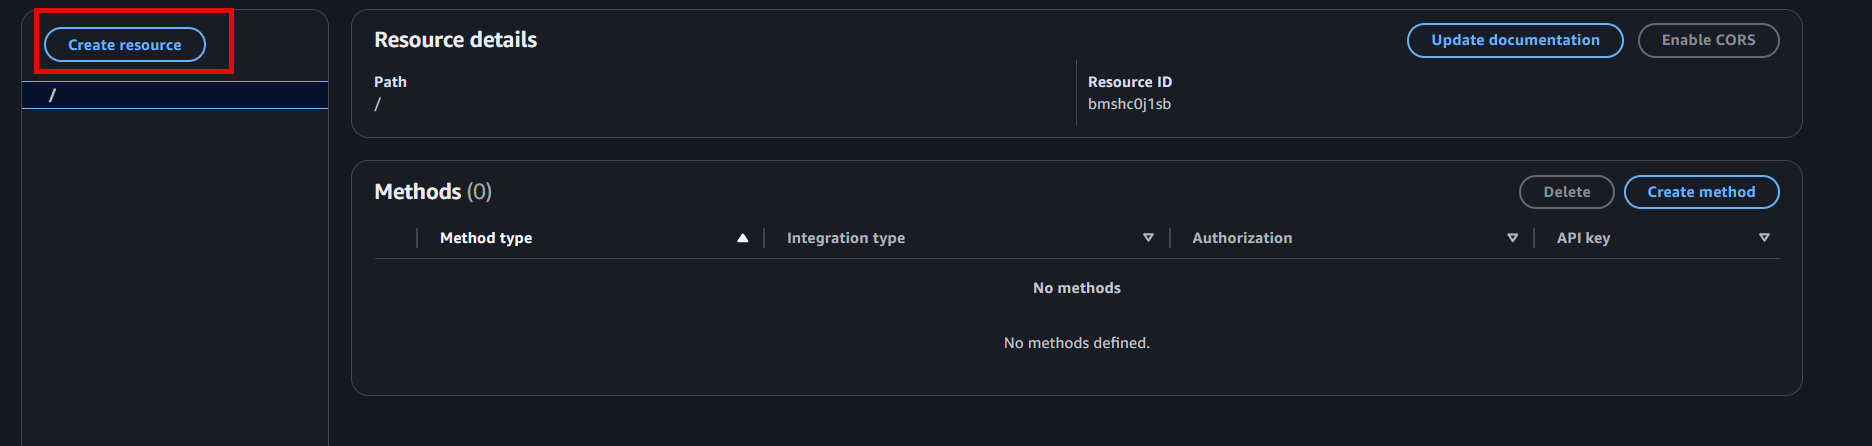 Create resource
/
Resource details
Update documentation
Enable CORS
Path
/
Resource ID
bmshc0j1sb
Methods (0)
Delete
Create method
Method type
Integration type
Authorization
API key
No methods
No methods defined.